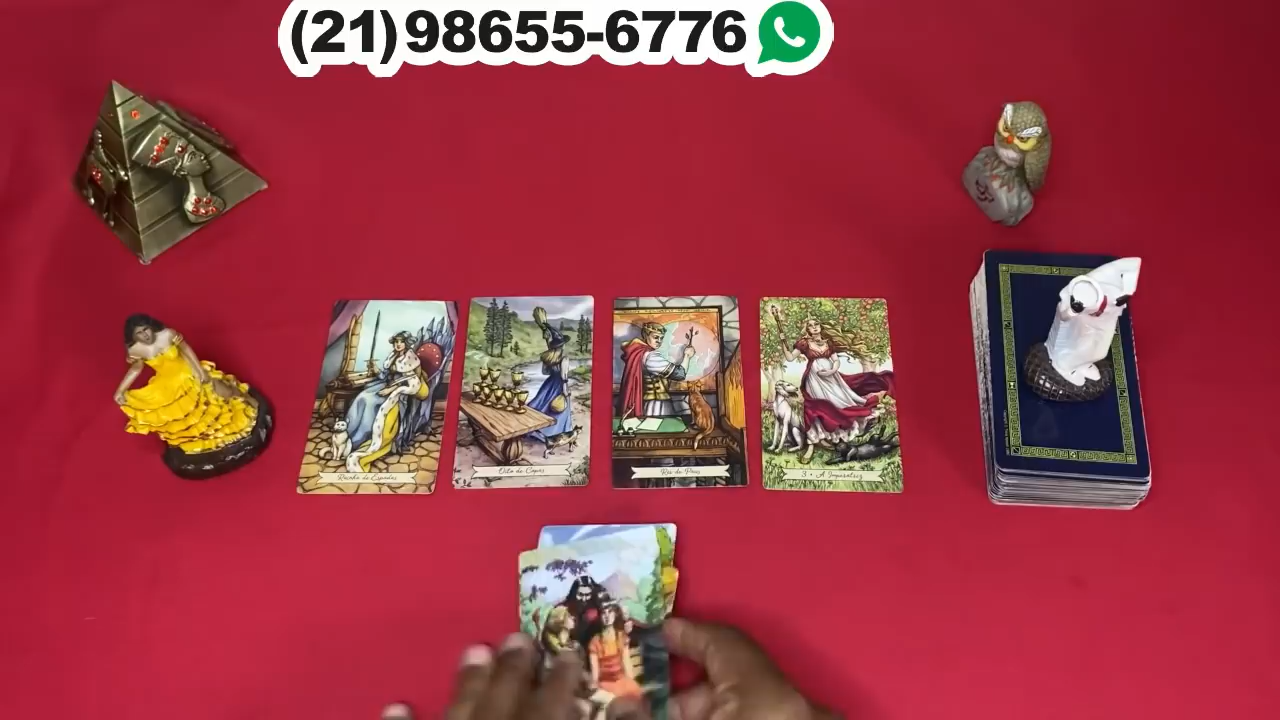 (21)98655-6776
Rainha de Espadas
Oito de Copas
Rei de Paus
3 • A Imperatriz